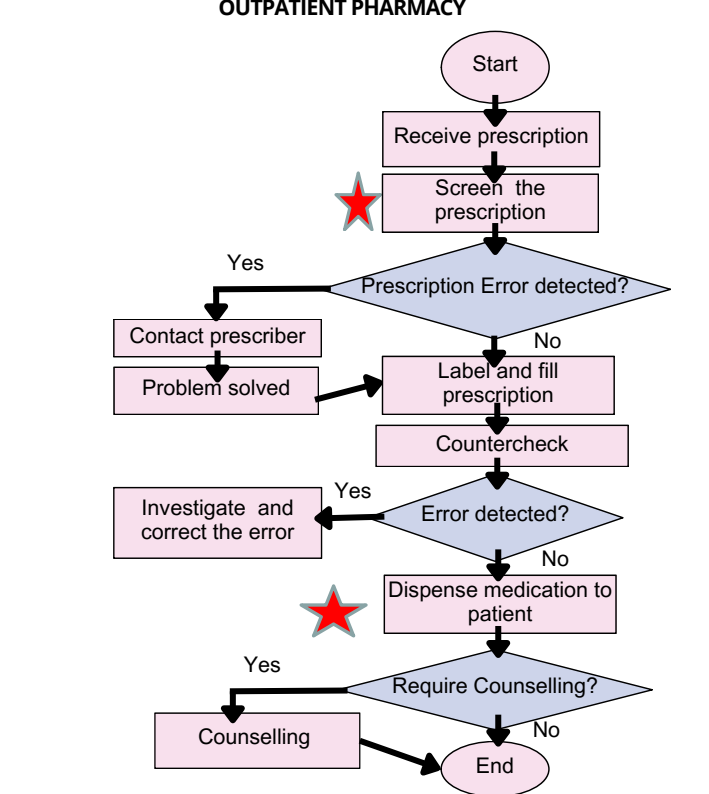 OUTPATIENT PHARMACY
Start
Receive prescription
Screen the
prescription
Yes
Prescription Error detected?
Contact prescriber
No
Problem solved
Label and fill
prescription
Countercheck
Yes
Investigate and
correct the error
Error detected?
No
Dispense medication to
patient
Yes
Require Counselling?
Counselling
No
End